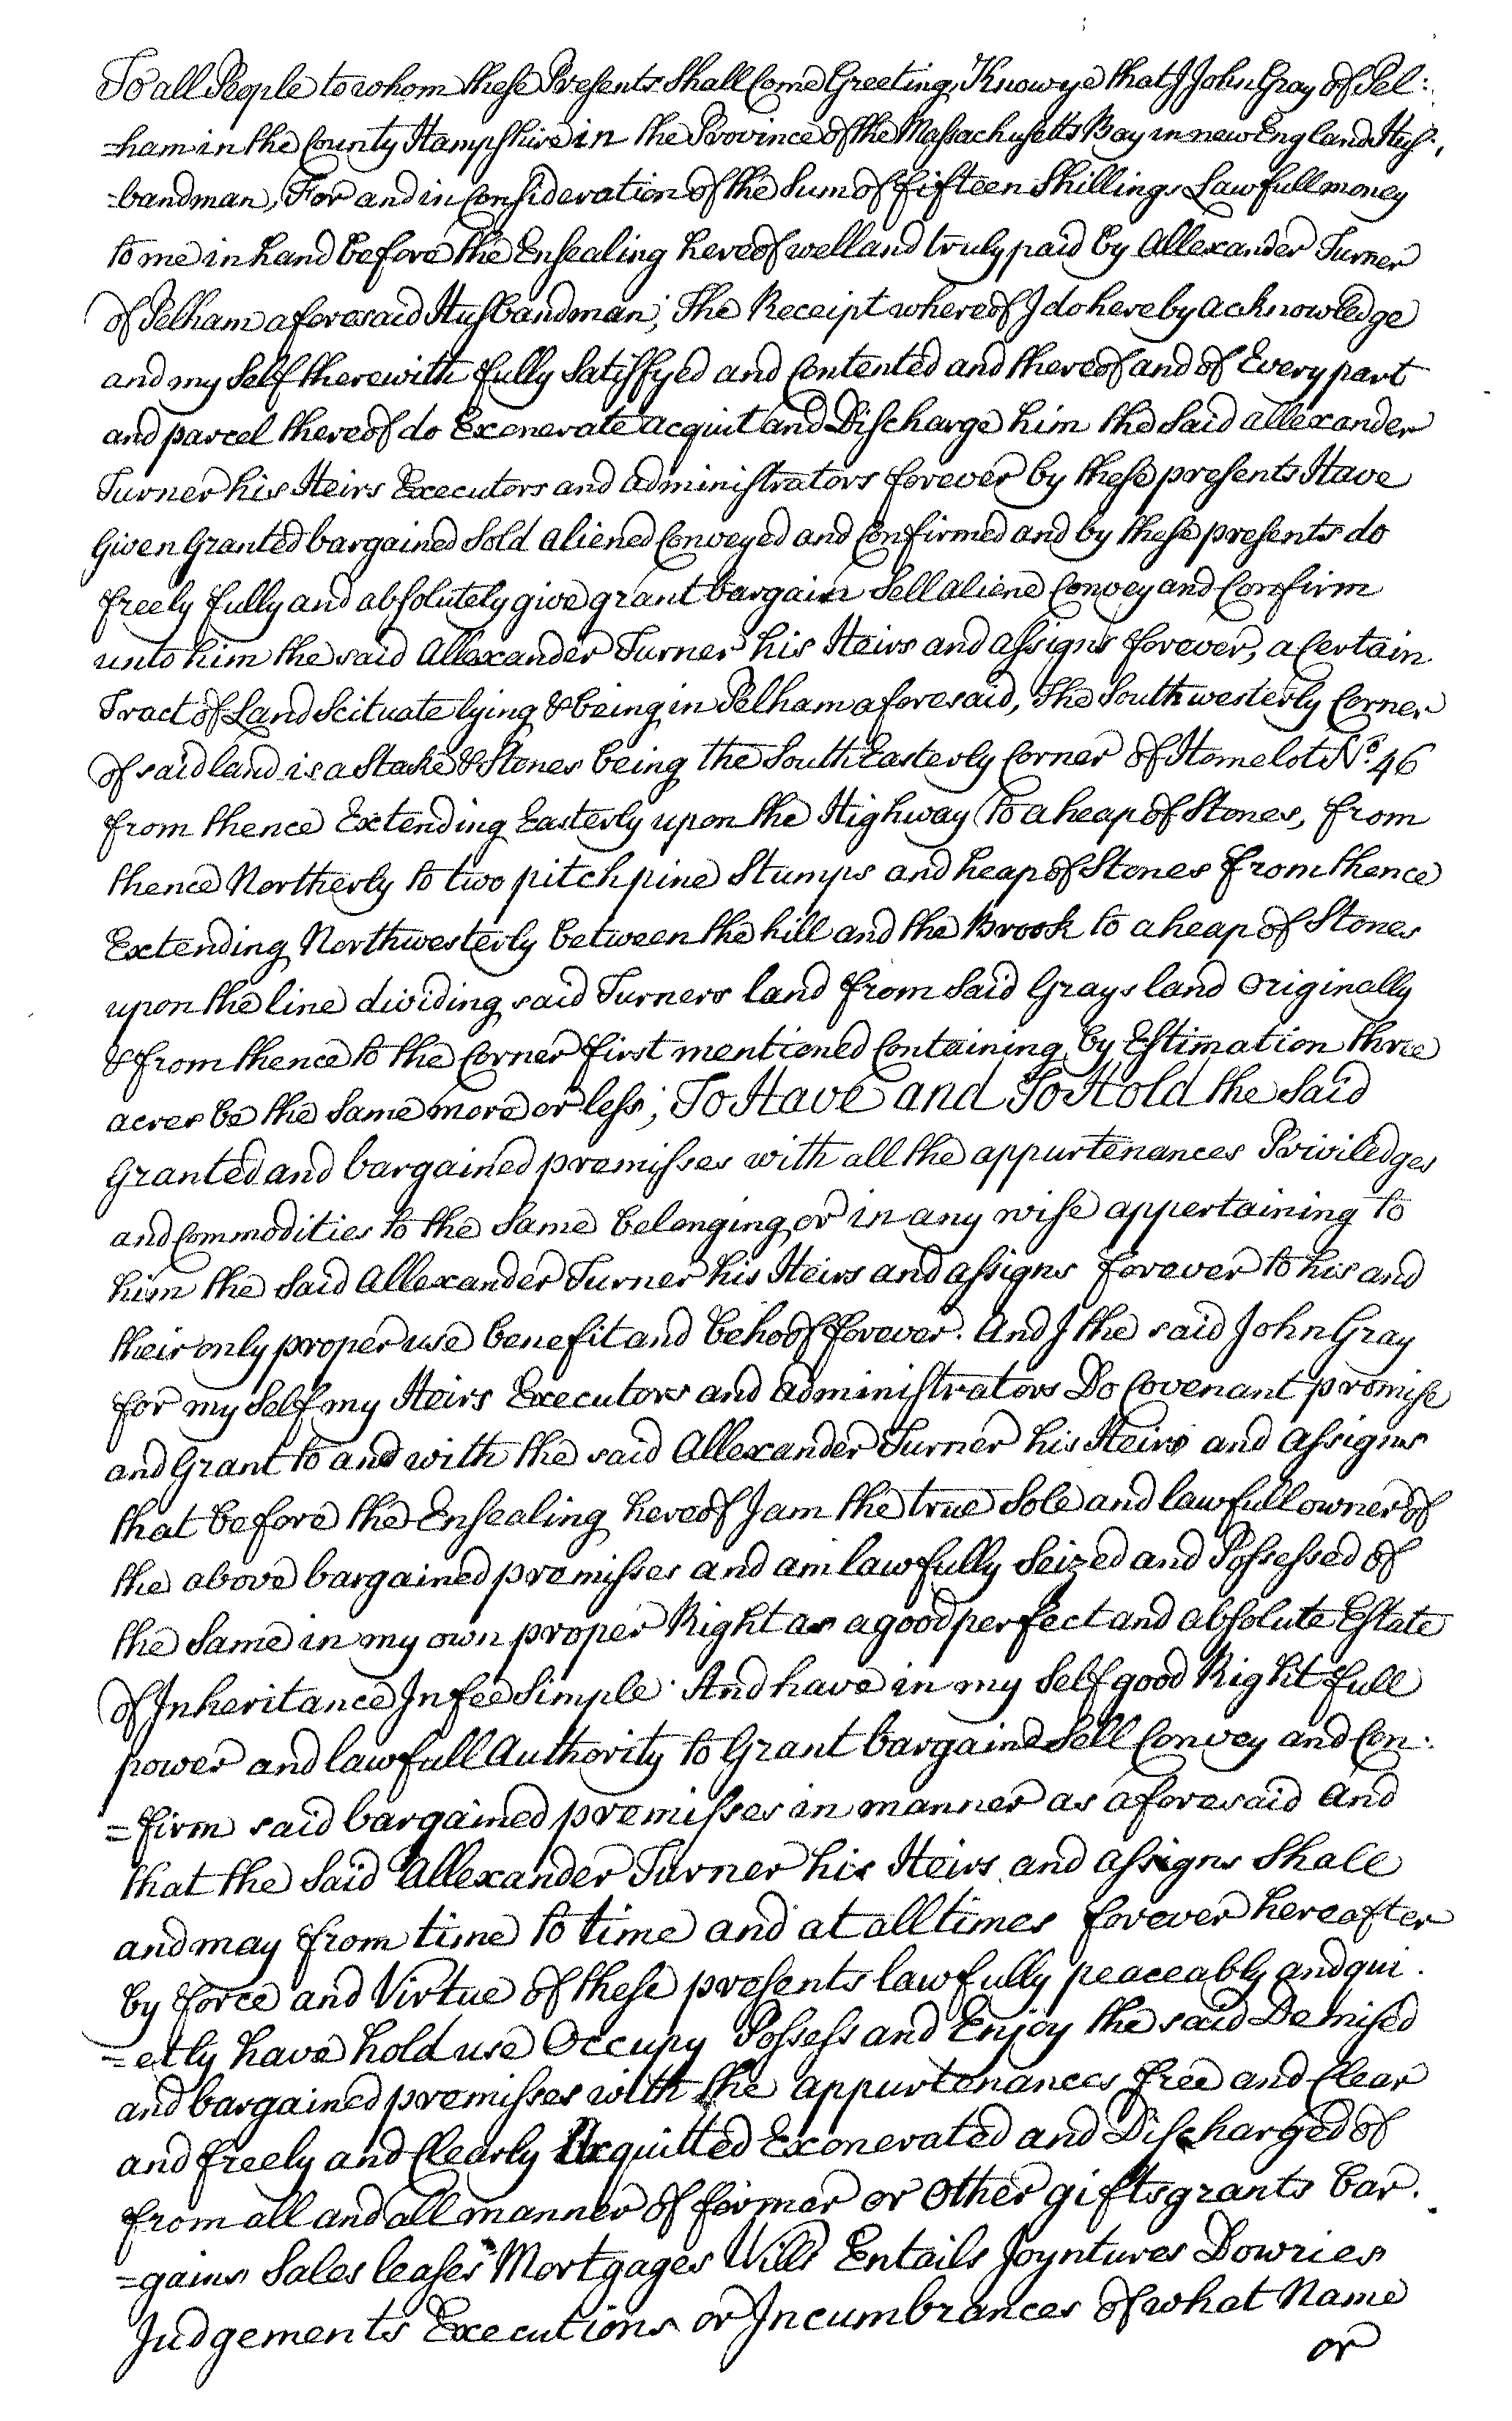 To all People to whom these Presents Shall Come Greeting, Know ye that I John Gray of Pel:
=ham in the County Hampshire in the Province of the Massachusetts Bay in new England Hus:,
=bandman, For and in Consideration of the Sum of fifteen Shillings Lawfull money
to me in hand before the Ensealing hereof well and truly paid by Allexander Turner
of Pelham aforesaid Husbandman; The Receipt whereof I do hereby acknowledge
and my Self therewith fully Satisfyed and Contented and thereof and of Every part
and parcel thereof do Exonerate acquit and Discharge him the Said allexander
Turner his Heirs Executors and administrators forever by these presents Have
Given Granted bargained Sold aliened Conveyed and Confirmed and by these presents do
freely fully and absolutely give grant bargain Sell aliene Convey and Confirm
unto him the said Allexander Turner his Heirs and assigns forever, a Certain
Tract of Land Scituate lying & being in Pelham aforesaid, The Southwesterly Corner
of said land is a Stake & Stones being the South Easterly Corner of Homelot No. 46
from thence Extending Easterly upon the Highway to a heap of Stones, from
thence Northerly to two pitch pine Stumps and heap of Stones from thence
Extending Northwesterly between the hill and the Brook to a heap of Stones
upon the line dividing said Turners land from Said Grays land Originally
& from thence to the Corner first mentioned Containing by Estimation three
acres be the Same more or less; To Have and To Hold the Said
Granted and bargained premisses with all the appurtenances Priviledges
and Commodities to the Same belonging or in any wise appertaining to
him the Said Allexander Turner his Heirs and assigns forever to his and
their only proper use benefit and behoof forever. And I the said John Gray
for my Self my Heirs Executors and administrators Do Covenant promise
and Grant to and with the said Allexander Turner his Heirs and assigns
that before the Ensealing hereof I am the true Sole and lawfull owner of
the above bargained premisses and am lawfully Seized and Possessed of
the Same in my own proper Right as a good perfect and absolute Estate
of Inheritance In fee Simple. And have in my Self good Right full
power and lawfull Authority to Grant bargaine Sell Convey and Con:
=firm said bargained premisses in manner as aforesaid And
that the Said Allexander Turner his Heirs and assigns Shall
and may from time to time and at all times forever hereafter
by force and Virtue of these presents lawfully peaceably and qui.
=etly have hold use Occupy Possess and Enjoy the said Demised
and bargained premisses with the appurtenances free and Clear
and freely and Clearly Acquitted Exonerated and Discharged of
from all and all manner of former or other gifts grants bar.
=gains Sales leases Mortgages Wills Entails Joyntures Dowries
Judgements Executions or Incumbrances of what Name
or